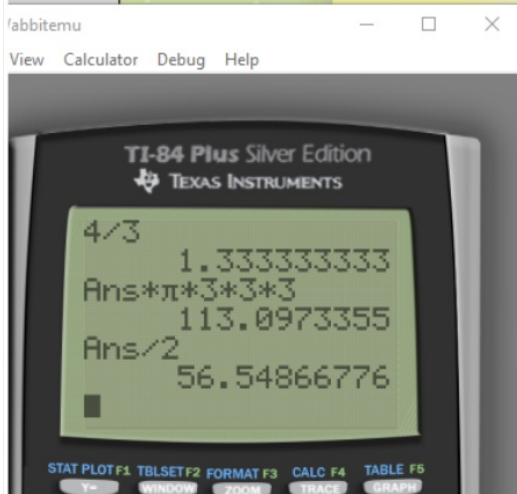 abbitemu
View Calculator Debug Help
TI-84 Plus Silver Edition
TEXAS INSTRUMENTS
4/3
1.333333333
Ans*π*3*3*3
113.0973355
Ans/2
56.54866776
STAT PLOT F1 TBLSET F2 FORMAT F3 CALC F4 TABLE F5
Y= WINDOW ZOOM TRACE GRAPH